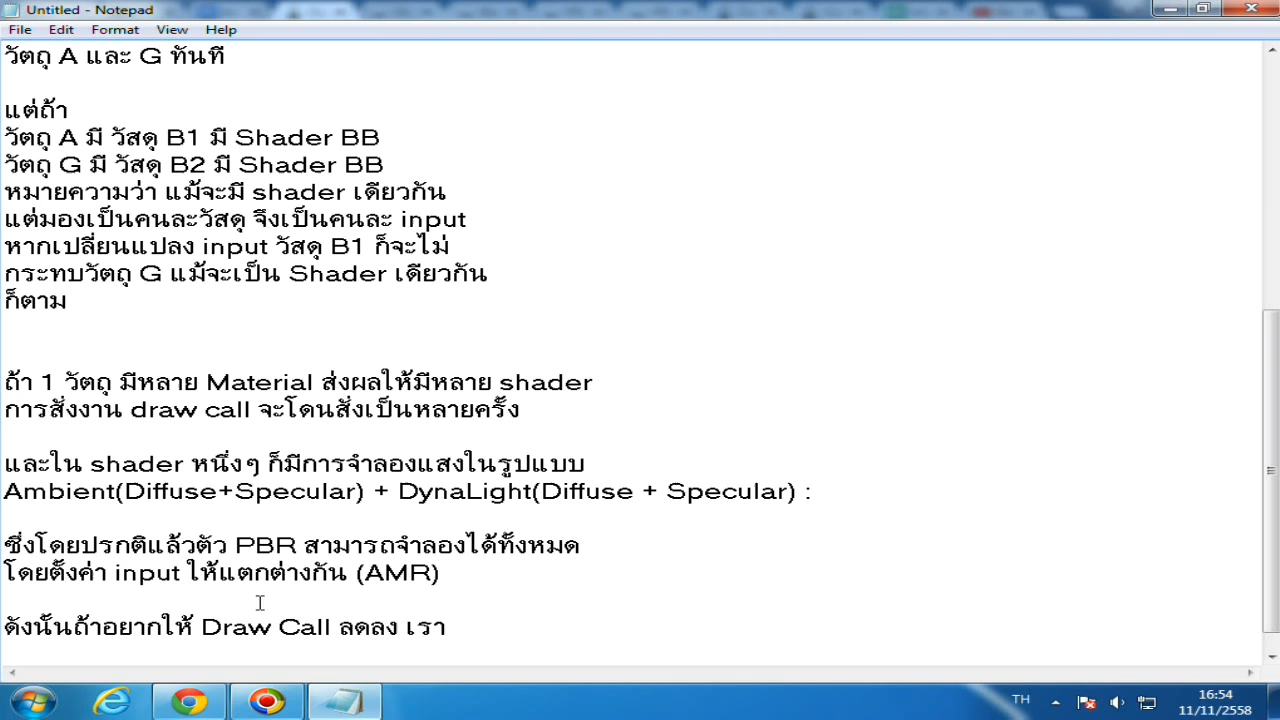 Untitled - Notepad
File Edit Format View Help
วัตถุ A และ G ทันที
แต่ถ้า
วัตถุ A มี วัสดุ B1 มี Shader BB
วัตถุ G มี วัสดุ B2 มี Shader BB
หมายความว่า แม้จะมี shader เดียวกัน
แต่มองเป็นคนละวัสดุ จึงเป็นคนละ input
หากเปลี่ยนแปลง input วัสดุ B1 ก็จะไม่
กระทบวัตถุ G แม้จะเป็น Shader เดียวกัน
ก็ตาม
ถ้า 1 วัตถุ มีหลาย Material ส่งผลให้มีหลาย shader
การสั่งงาน draw call จะโดนสั่งเป็นหลายครั้ง
และใน shader หนึ่งๆ ก็มีการจำลองแสงในรูปแบบ
Ambient(Diffuse+Specular) + DynaLight(Diffuse + Specular) :
ซึ่งโดยปรกติแล้วตัว PBR สามารถจำลองได้ทั้งหมด
โดยตั้งค่า input ให้แตกต่างกัน (AMR)
ดังนั้นถ้าอยากให้ Draw Call ลดลง เรา
TH
16:54
11/11/2558